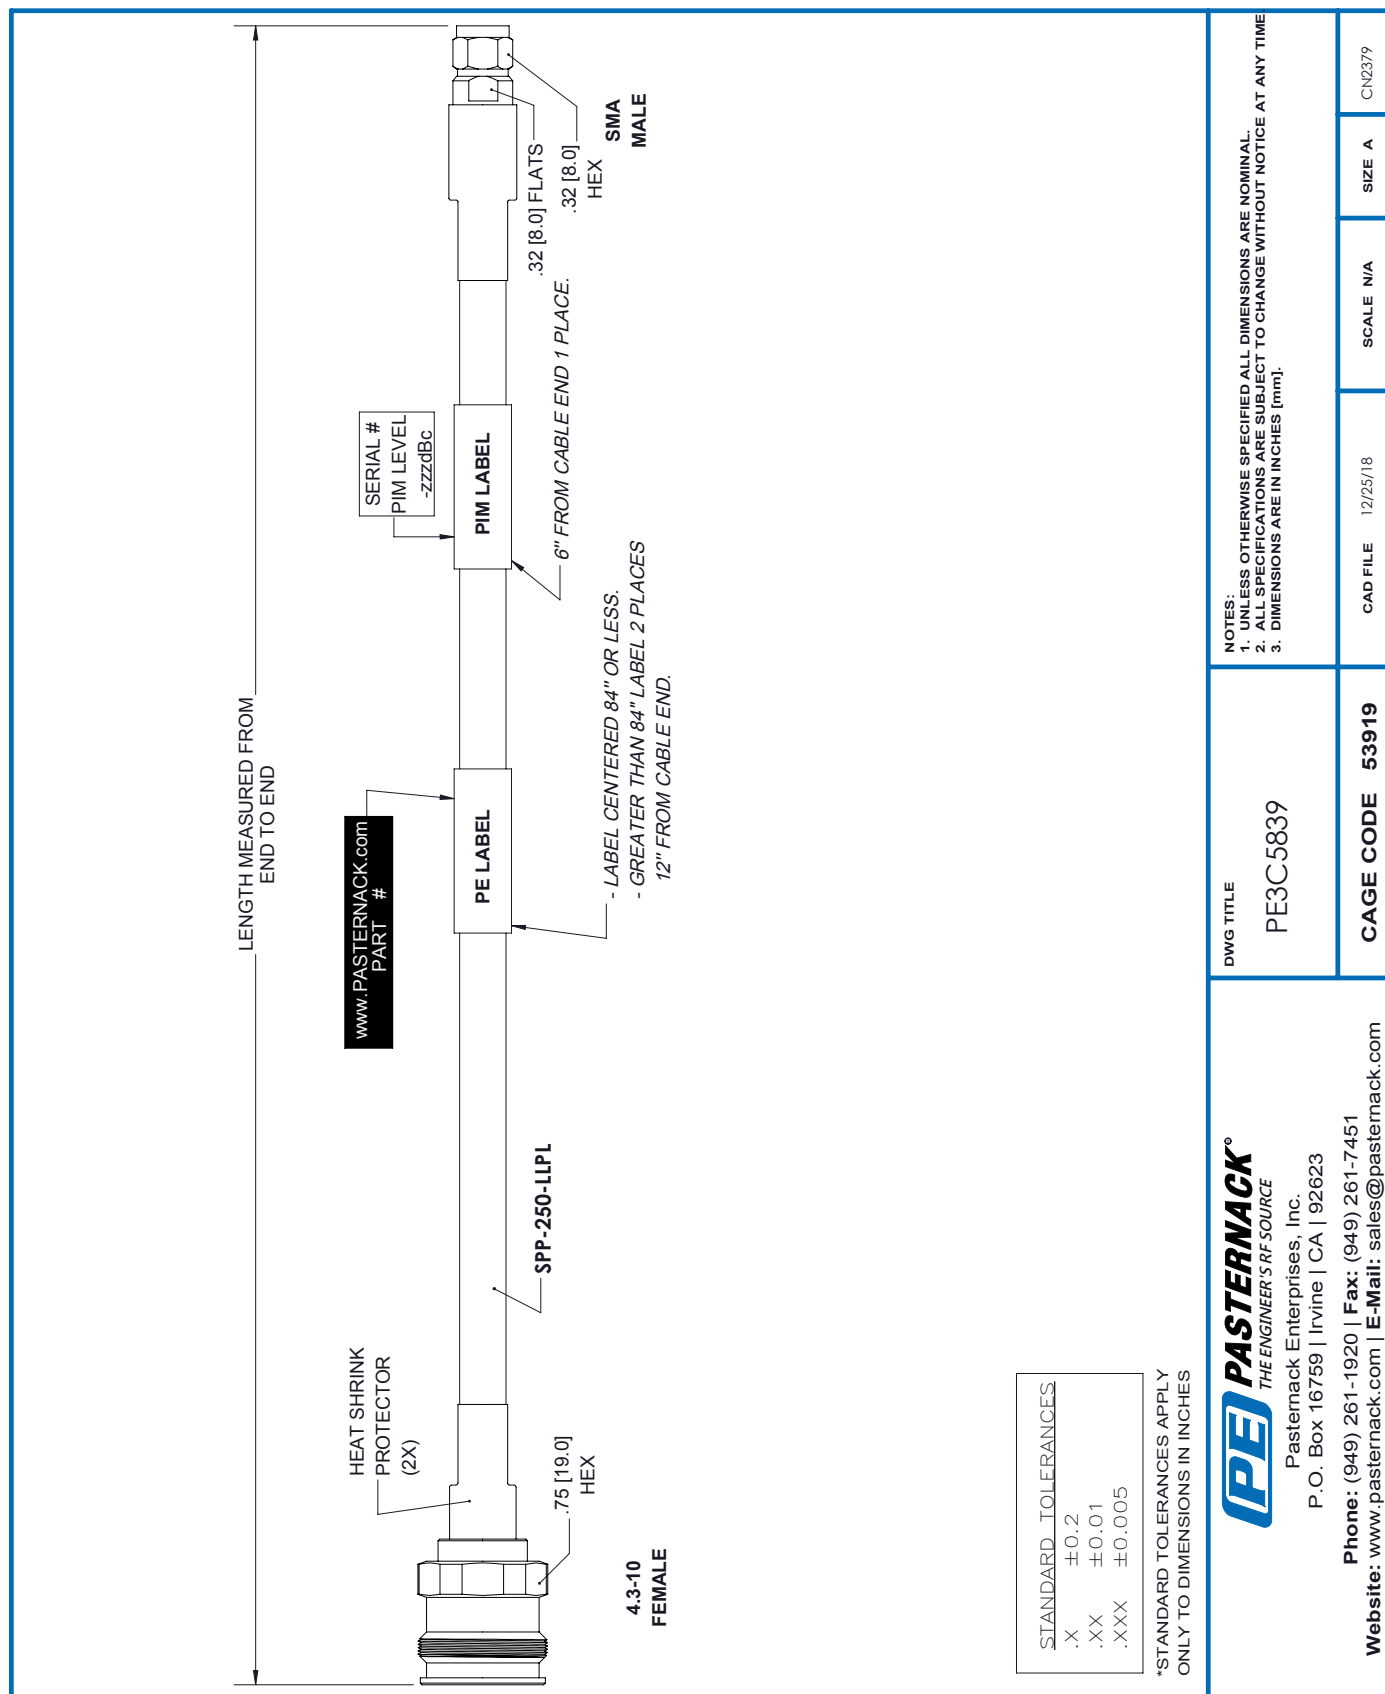 LENGTH MEASURED FROM
END TO END
HEAT SHRINK
PROTECTOR
(2X)
www.PASTERNACK.com
PART #
SERIAL #
PIM LEVEL
-zzzdBc
PE LABEL
PIM LABEL
.75 [19.0]
HEX
4.3-10
FEMALE
SPP-250-LLPL
- LABEL CENTERED 84" OR LESS.
- GREATER THAN 84" LABEL 2 PLACES
12" FROM CABLE END.
6" FROM CABLE END 1 PLACE.
.32 [8.0] FLATS
.32 [8.0]
HEX
SMA
MALE
STANDARD TOLERANCES
.X ±0.2
.XX ±0.01
.XXX ±0.005
*STANDARD TOLERANCES APPLY
ONLY TO DIMENSIONS IN INCHES
PE PASTERNACK®
THE ENGINEER'S RF SOURCE
Pasternack Enterprises, Inc.
P.O. Box 16759 | Irvine | CA | 92623
Phone: (949) 261-1920 | Fax: (949) 261-7451
Website: www.pasternack.com | E-Mail: sales@pasternack.com
DWG TITLE
PE3C5839
CAGE CODE 53919
NOTES:
1. UNLESS OTHERWISE SPECIFIED ALL DIMENSIONS ARE NOMINAL.
2. ALL SPECIFICATIONS ARE SUBJECT TO CHANGE WITHOUT NOTICE AT ANY TIME.
3. DIMENSIONS ARE IN INCHES [mm].
CAD FILE 12/25/18
SCALE N/A
SIZE A
CN2379